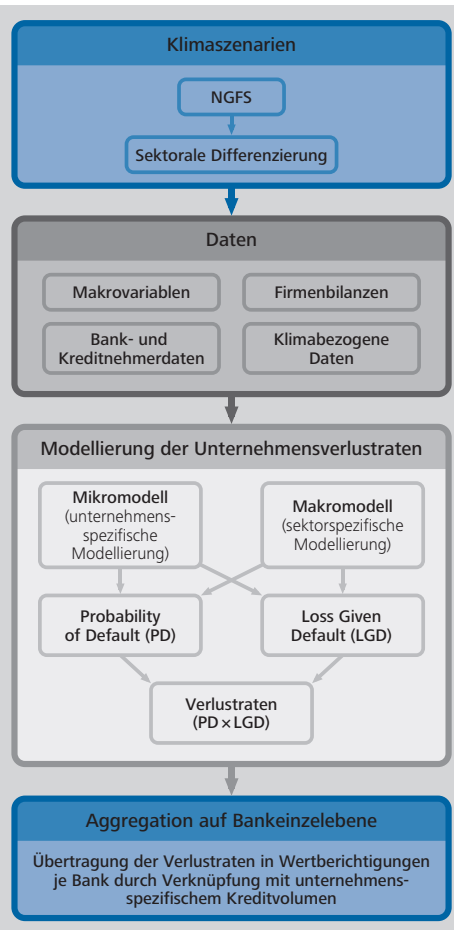 Klimaszenarien
NGFS
Sektorale Differenzierung
Daten
Makrovariablen
Firmenbilanzen
Bank- und
Kreditnehmerdaten
Klimabezogene
Daten
Modellierung der Unternehmensverlustraten
Mikromodell
(unternehmens-
spezifische
Modellierung)
Makromodell
(sektorspezifische
Modellierung)
Probability
of Default (PD)
Loss Given
Default (LGD)
Verlustraten
(PD × LGD)
Aggregation auf Bankeinzelebene
Übertragung der Verlustraten in Wertberichtigungen
je Bank durch Verknüpfung mit unternehmens-
spezifischem Kreditvolumen